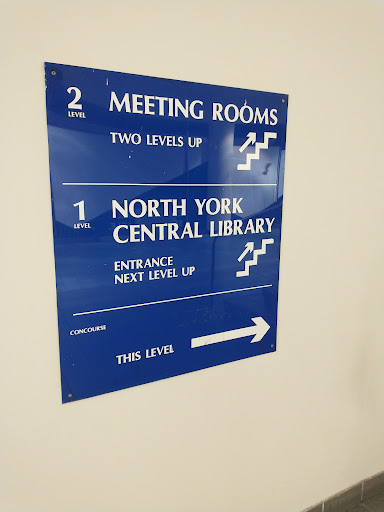 2
LEVEL
MEETING ROOMS
TWO LEVELS UP
1
LEVEL
NORTH YORK
CENTRAL LIBRARY
ENTRANCE
NEXT LEVEL UP
CONCOURSE
THIS LEVEL